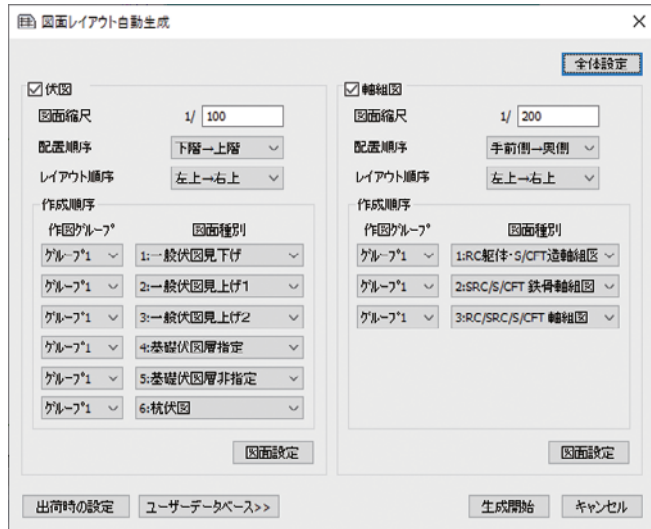 図面レイアウト自動生成
全体設定
伏図
図面縮尺 1/ 100
配置順序 下階→上階
レイアウト順序 左上→右上
作成順序
作図グループ 図面種別
グループ1 1:一般伏図見下げ
グループ1 2:一般伏図見上げ1
グループ1 3:一般伏図見上げ2
グループ1 4:基礎伏図層指定
グループ1 5:基礎伏図層非指定
グループ1 6:杭伏図
図面設定
軸組図
図面縮尺 1/ 200
配置順序 手前側→奥側
レイアウト順序 左上→右上
作成順序
作図グループ 図面種別
グループ1 1:RC躯体・S/CFT造軸組図
グループ1 2:SRC/S/CFT 鉄骨軸組図
グループ1 3:RC/SRC/S/CFT 軸組図
図面設定
出荷時の設定 ユーザーデータベース>> 生成開始 キャンセル